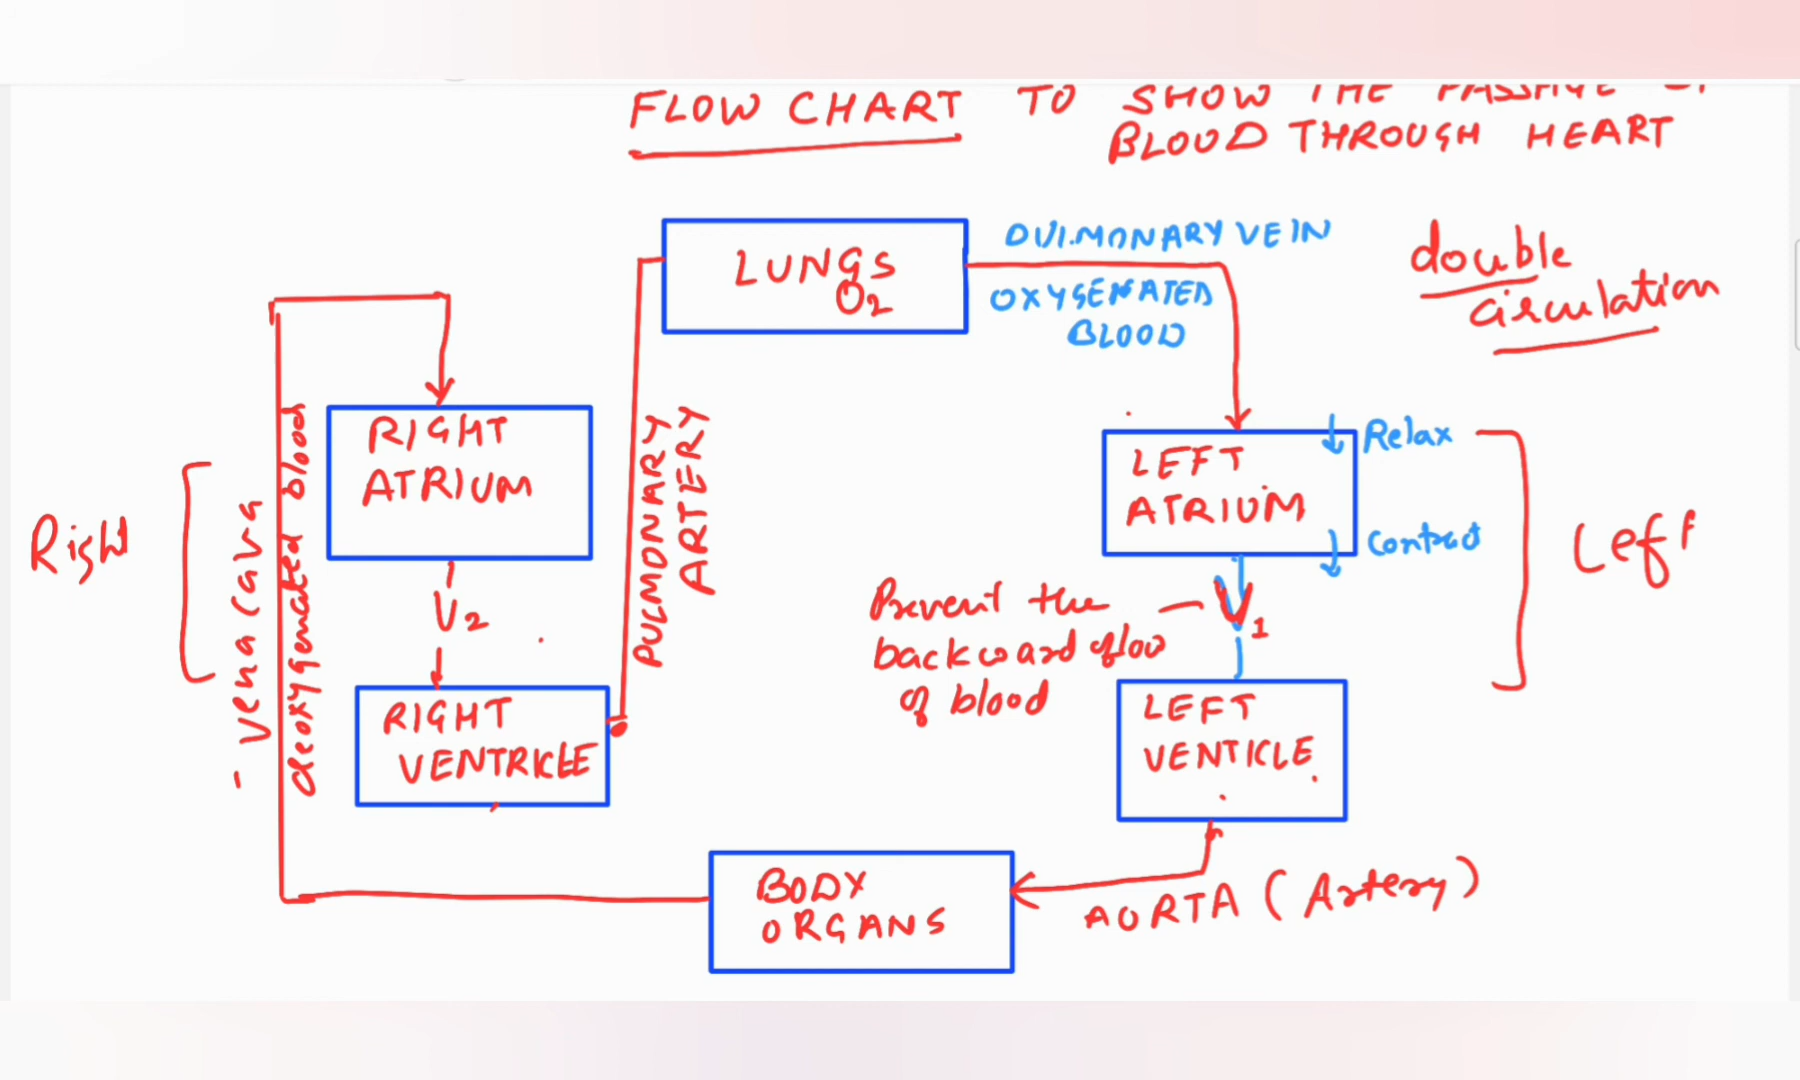 FLOW CHART TO SHOW THE PASSAGE OF
BLOUD THROUGH HEART
LUNGS
O2
PULMONARY VEIN
OXYGENATED
BLOOD
double
circulation
RIGHT
ATRIUM
V2
RIGHT
VENTRICLE
Right
- vena cava
deoxygenated blood
PULMONARY
ARTERY
LEFT
ATRIUM
Relax
Contract
Left
Prevent the
backward flow
of blood
V1
LEFT
VENTICLE
BODY
ORGANS
AORTA (Artery)